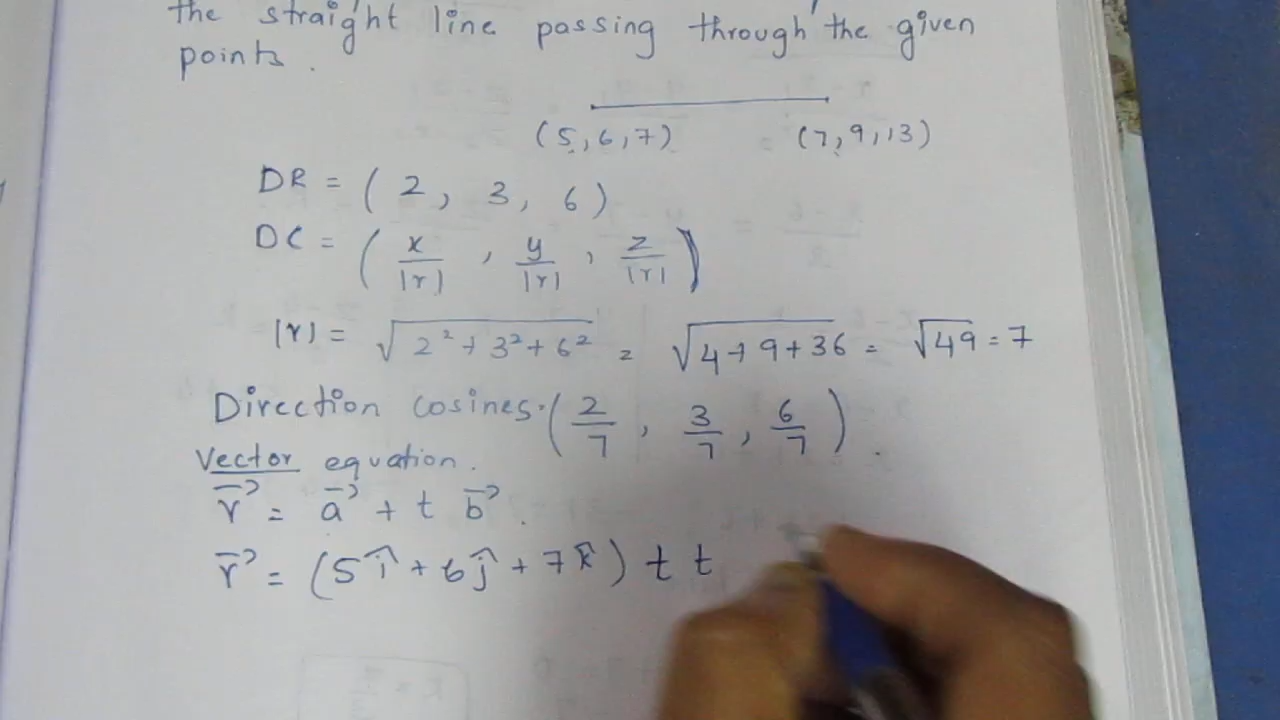 the straight line passing through the given
points.
(5,6,7) (7,9,13)
DR = (2, 3, 6)
DC = (x/|r|, y/|r|, z/|r|)
|r| = √(2² + 3² + 6²) = √(4+9+36) = √49 = 7
Direction cosines. (2/7, 3/7, 6/7).
Vector equation.
r⃗ = a⃗ + t b⃗.
r⃗ = (5î + 6ĵ + 7k̂) + t